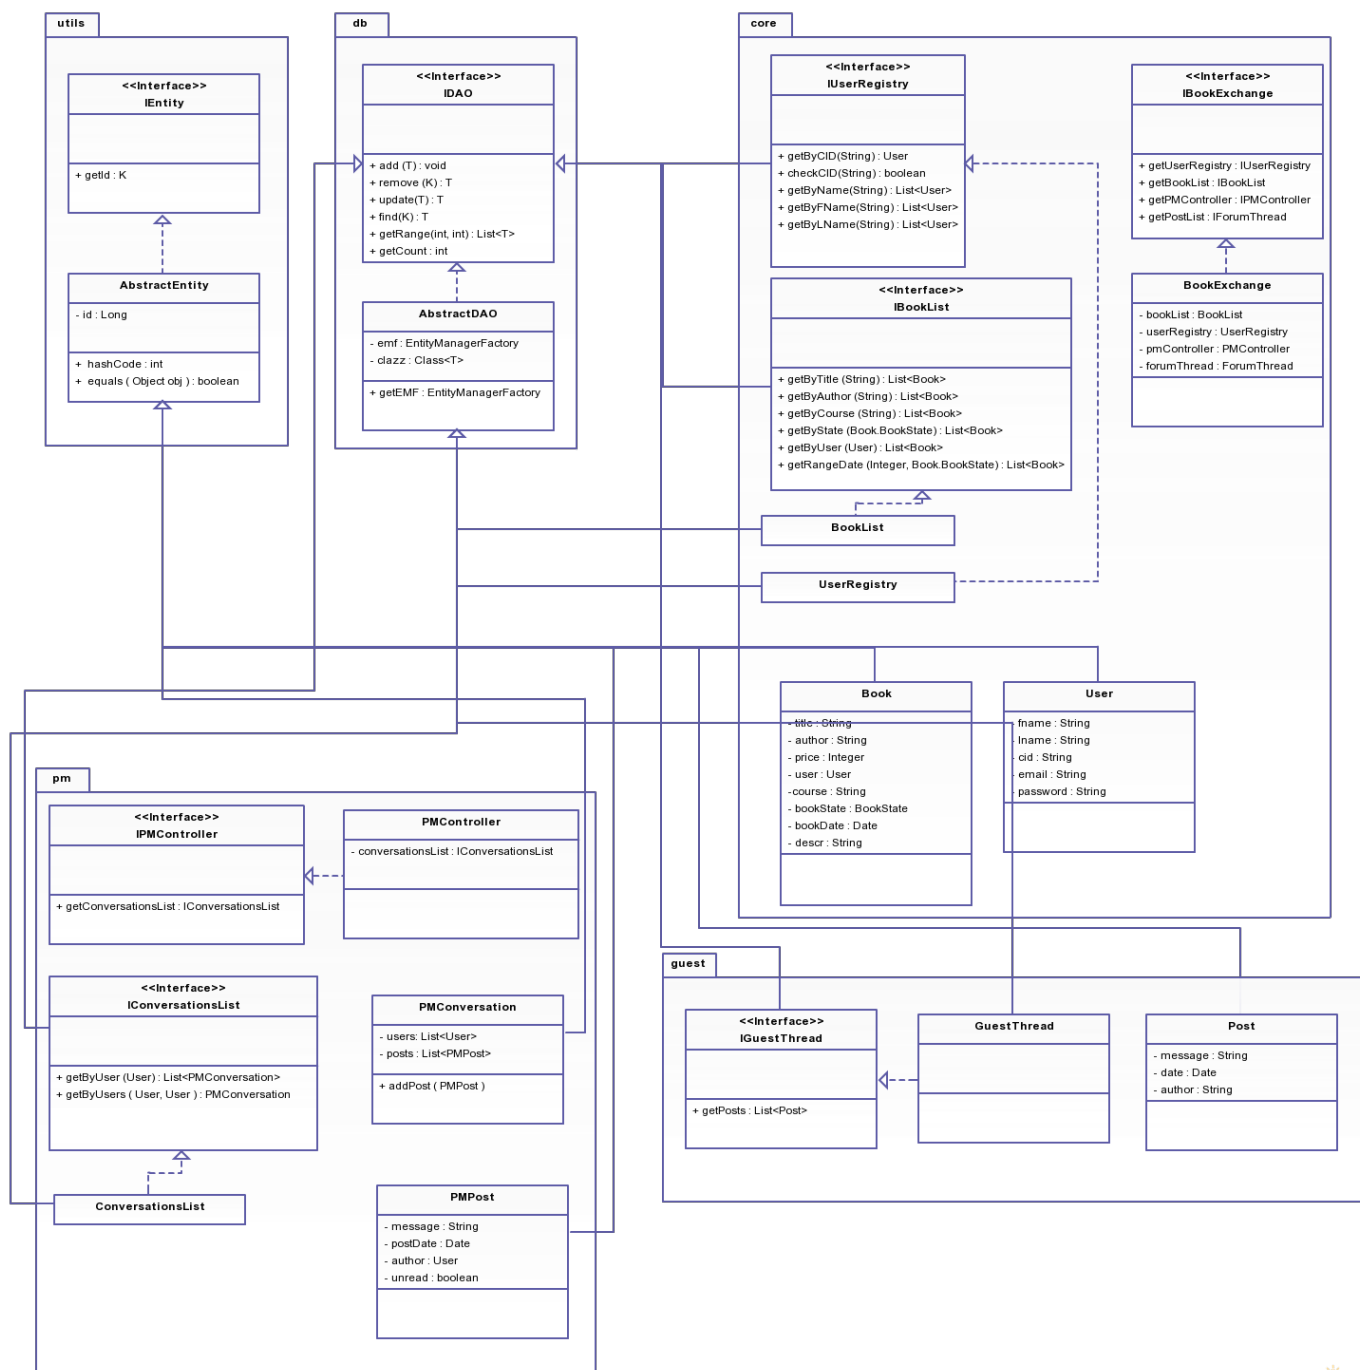 utils
<<Interface>>
IEntity
+ getId : K
AbstractEntity
- id : Long
+ hashCode : int
+ equals ( Object obj ) : boolean
db
<<Interface>>
IDAO
+ add (T) : void
+ remove (K) : T
+ update(T) : T
+ find(K) : T
+ getRange(int, int) : List<T>
+ getCount : int
AbstractDAO
- emf : EntityManagerFactory
- clazz : Class<T>
+ getEMF : EntityManagerFactory
core
<<Interface>>
IUserRegistry
+ getByCID(String) : User
+ checkCID(String) : boolean
+ getByName(String) : List<User>
+ getByFName(String) : List<User>
+ getByLName(String) : List<User>
<<Interface>>
IBookExchange
+ getUserRegistry : IUserRegistry
+ getBookList : IBookList
+ getPMController : IPMController
+ getPostList : IForumThread
<<Interface>>
IBookList
+ getByTitle (String) : List<Book>
+ getByAuthor (String) : List<Book>
+ getByCourse (String) : List<Book>
+ getByState (Book.BookState) : List<Book>
+ getByUser (User) : List<Book>
+ getRangeDate (Integer, Book.BookState) : List<Book>
BookExchange
- bookList : BookList
- userRegistry : UserRegistry
- pmController : PMController
- forumThread : ForumThread
BookList
UserRegistry
Book
- title : String
- author : String
- price : Integer
- user : User
-course : String
- bookState : BookState
- bookDate : Date
- descr : String
User
- fname : String
- lname : String
- cid : String
- email : String
- password : String
pm
<<Interface>>
IPMController
+ getConversationsList : IConversationsList
PMController
- conversationsList : IConversationsList
<<Interface>>
IConversationsList
+ getByUser (User) : List<PMConversation>
+ getByUsers ( User, User ) : PMConversation
PMConversation
- users: List<User>
- posts : List<PMPost>
+ addPost ( PMPost )
ConversationsList
PMPost
- message : String
- postDate : Date
- author : User
- unread : boolean
guest
<<Interface>>
IGuestThread
+ getPosts : List<Post>
GuestThread
Post
- message : String
- date : Date
- author : String